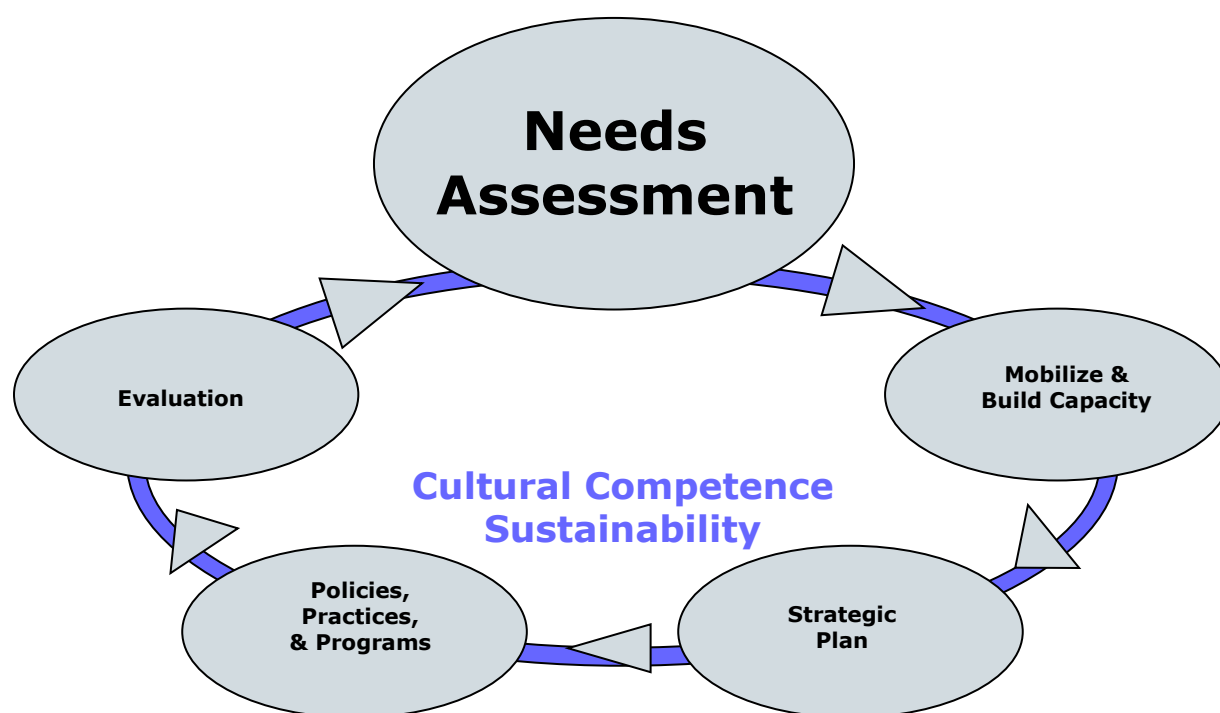 Needs
Assessment
Evaluation
Mobilize &
Build Capacity
Cultural Competence
Sustainability
Policies,
Practices,
& Programs
Strategic
Plan